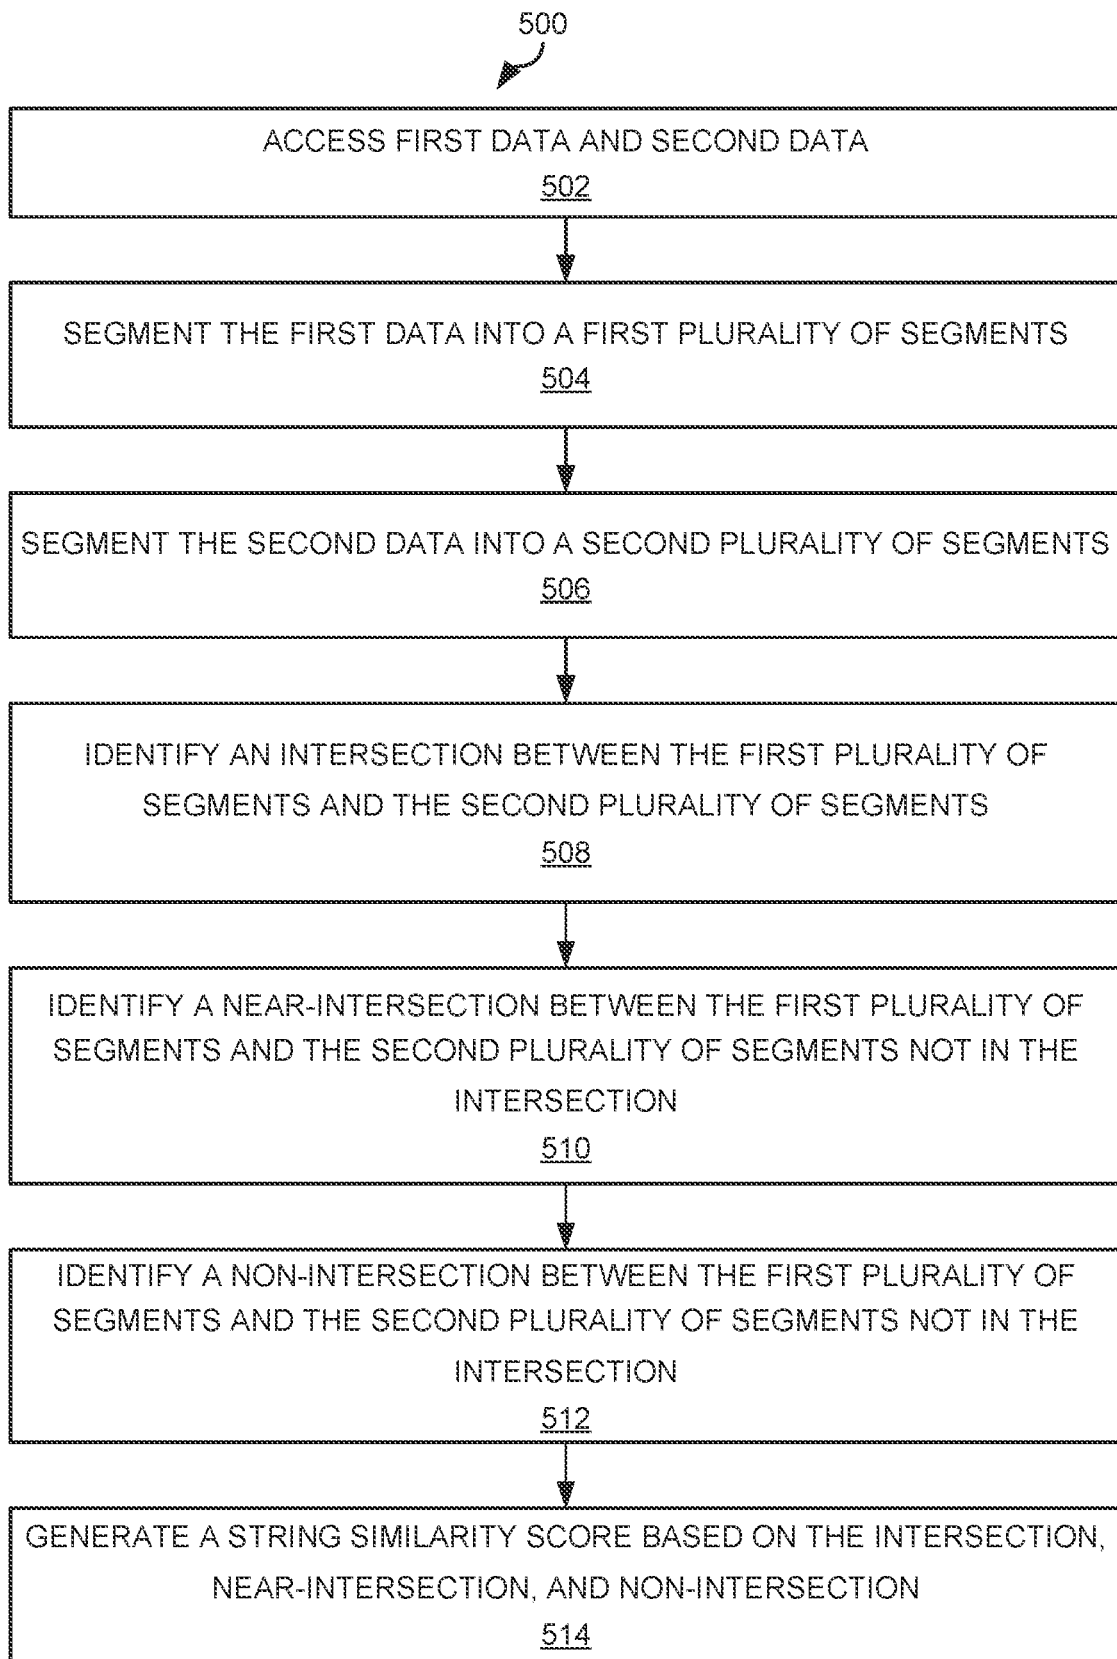 500
ACCESS FIRST DATA AND SECOND DATA
502
SEGMENT THE FIRST DATA INTO A FIRST PLURALITY OF SEGMENTS
504
SEGMENT THE SECOND DATA INTO A SECOND PLURALITY OF SEGMENTS
506
IDENTIFY AN INTERSECTION BETWEEN THE FIRST PLURALITY OF
SEGMENTS AND THE SECOND PLURALITY OF SEGMENTS
508
IDENTIFY A NEAR-INTERSECTION BETWEEN THE FIRST PLURALITY OF
SEGMENTS AND THE SECOND PLURALITY OF SEGMENTS NOT IN THE
INTERSECTION
510
IDENTIFY A NON-INTERSECTION BETWEEN THE FIRST PLURALITY OF
SEGMENTS AND THE SECOND PLURALITY OF SEGMENTS NOT IN THE
INTERSECTION
512
GENERATE A STRING SIMILARITY SCORE BASED ON THE INTERSECTION,
NEAR-INTERSECTION, AND NON-INTERSECTION
514